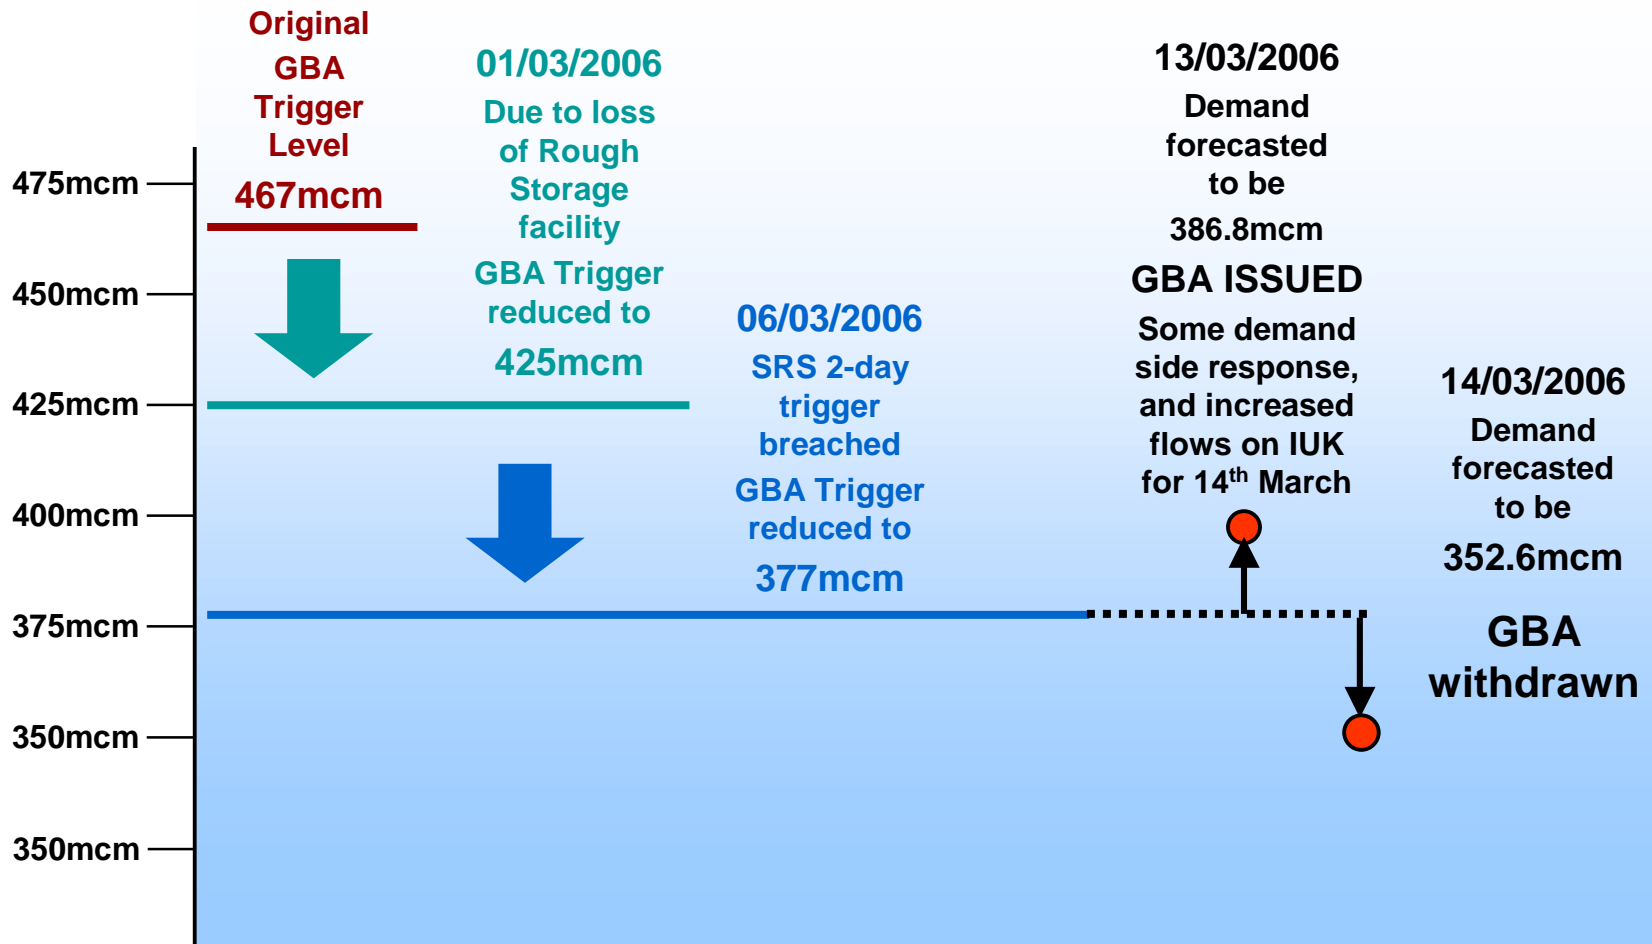 Original
GBA
Trigger
Level
467mcm
01/03/2006
Due to loss
of Rough
Storage
facility
GBA Trigger
reduced to
425mcm
06/03/2006
SRS 2-day
trigger
breached
GBA Trigger
reduced to
377mcm
13/03/2006
Demand
forecasted
to be
386.8mcm
GBA ISSUED
Some demand
side response,
and increased
flows on IUK
for 14th March
14/03/2006
Demand
forecasted
to be
352.6mcm
GBA
withdrawn
475mcm
450mcm
425mcm
400mcm
375mcm
350mcm
350mcm